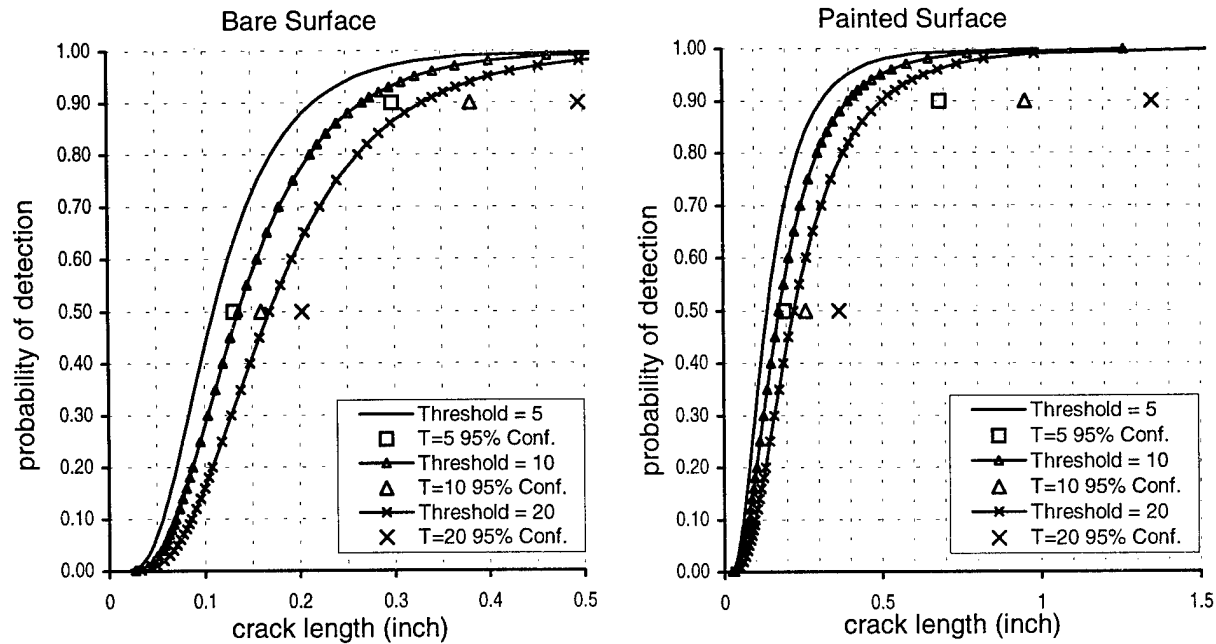 Bare Surface
probability of detection
1.00
0.90
0.80
0.70
0.60
0.50
0.40
0.30
0.20
0.10
0.00
Threshold = 5
T=5 95% Conf.
Threshold = 10
T=10 95% Conf.
Threshold = 20
T=20 95% Conf.
0 0.1 0.2 0.3 0.4 0.5
crack length (inch)
Painted Surface
probability of detection
1.00
0.90
0.80
0.70
0.60
0.50
0.40
0.30
0.20
0.10
0.00
Threshold = 5
T=5 95% Conf.
Threshold = 10
T=10 95% Conf.
Threshold = 20
T=20 95% Conf.
0 0.5 1 1.5
crack length (inch)